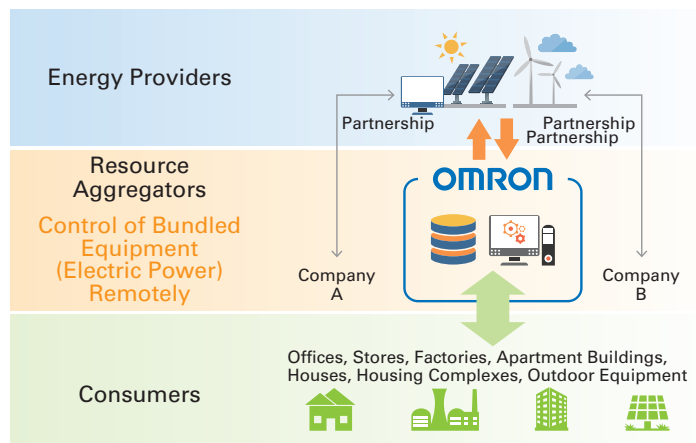 Energy Providers
Partnership
Partnership
Partnership
Resource
Aggregators
Control of Bundled
Equipment
(Electric Power)
Remotely
OMRON
Company
A
Company
B
Consumers
Offices, Stores, Factories, Apartment Buildings,
Houses, Housing Complexes, Outdoor Equipment